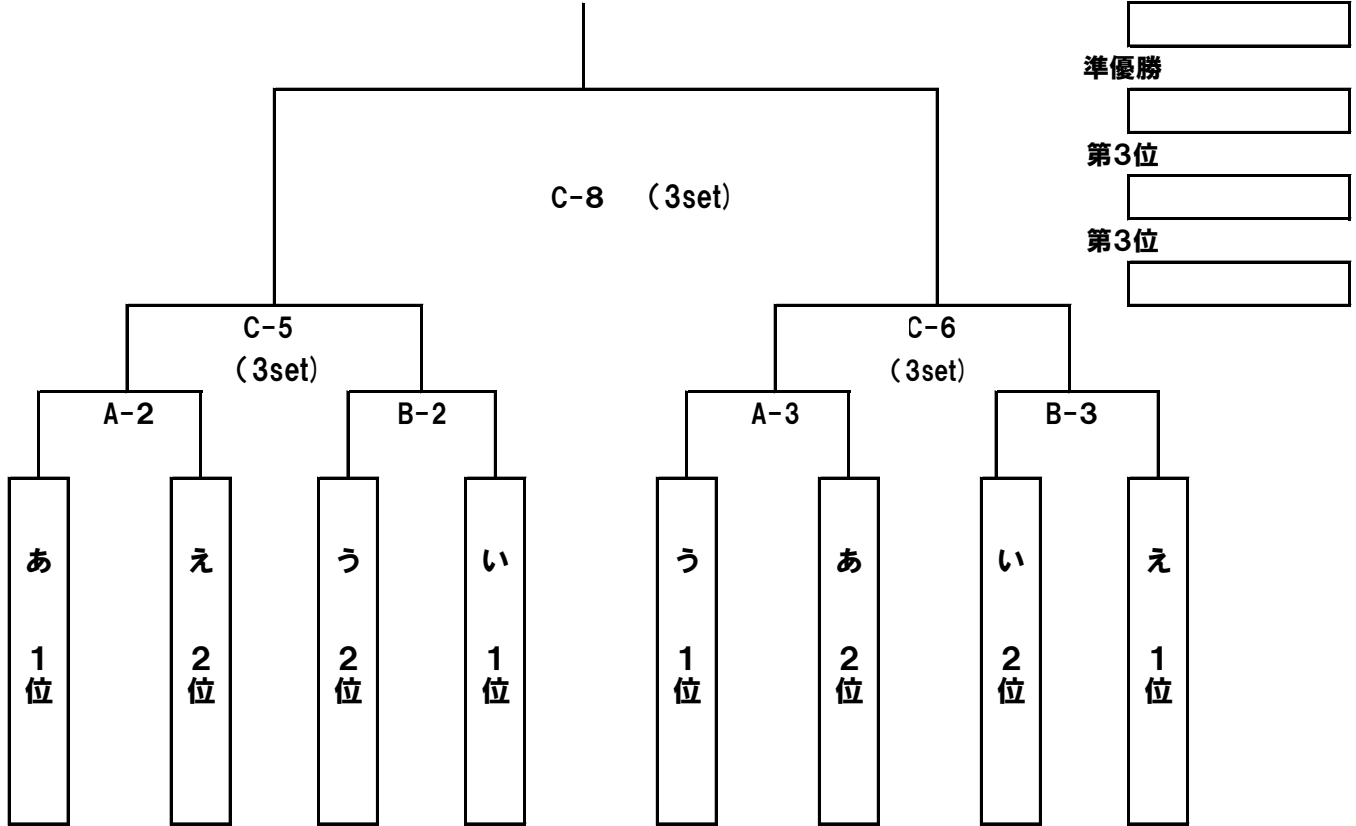 準優勝
第3位
C-8 (3set)
第3位
C-5
(3set)
C-6
(3set)
A-2
B-2
A-3
B-3
あ 1位
え 2位
う 2位
い 1位
う 1位
あ 2位
い 2位
え 1位